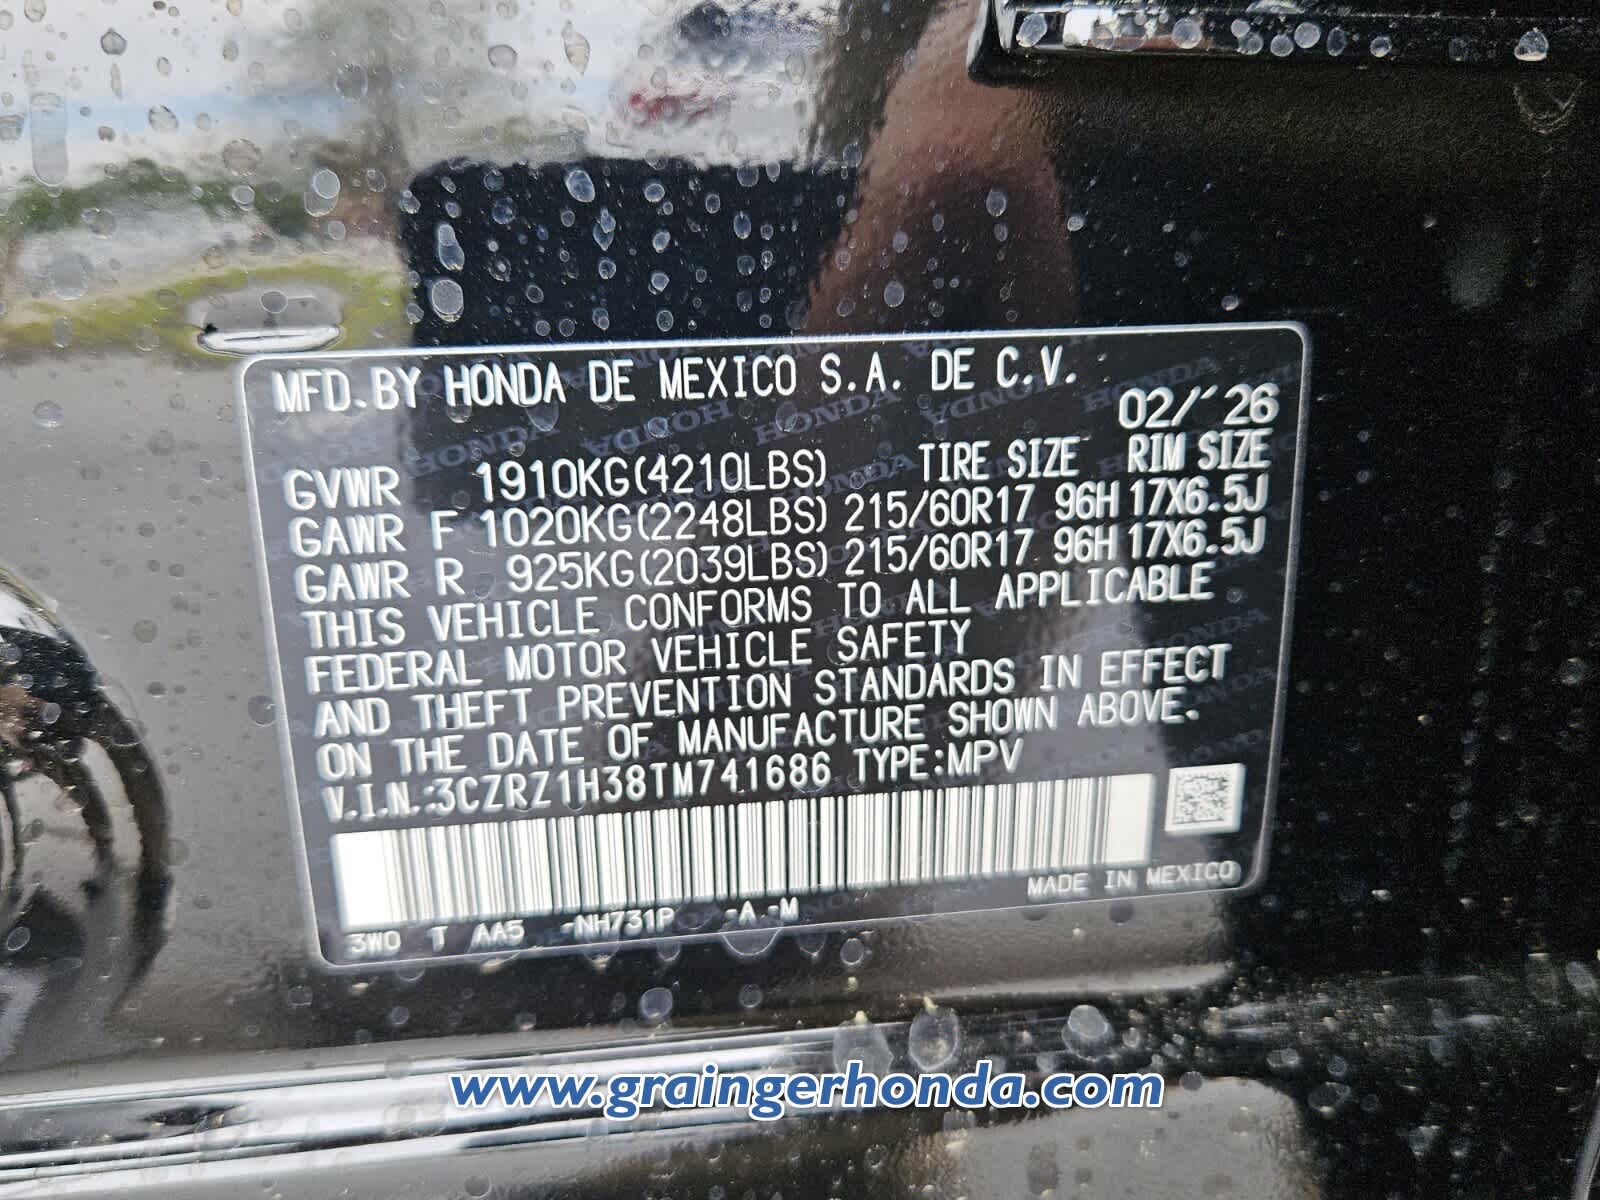 MFD.BY HONDA DE MEXICO S.A. DE C.V.
02/´26
GVWR 1910KG(4210LBS) TIRE SIZE RIM SIZE
GAWR F 1020KG(2248LBS) 215/60R17 96H 17X6.5J
GAWR R 925KG(2039LBS) 215/60R17 96H 17X6.5J
THIS VEHICLE CONFORMS TO ALL APPLICABLE
FEDERAL MOTOR VEHICLE SAFETY
AND THEFT PREVENTION STANDARDS IN EFFECT
ON THE DATE OF MANUFACTURE SHOWN ABOVE.
V.I.N.:3CZRZ1H38TM741686 TYPE:MPV
MADE IN MEXICO
3W0 T AA5 -NH731P -A -M
www.graingerhonda.com